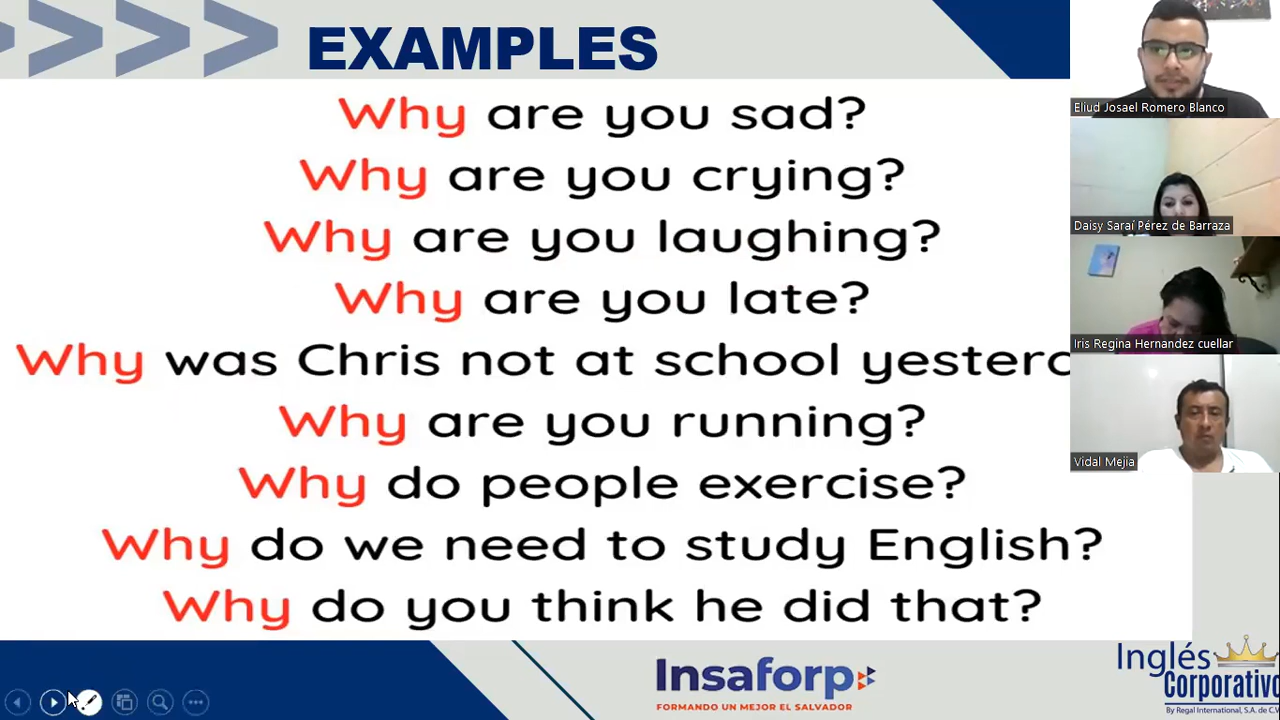 EXAMPLES
Why are you sad?
Why are you crying?
Why are you laughing?
Why are you late?
Why was Chris not at school
Why are you running?
Why do people exercise?
Why do we need to study English?
Why do you think he did that?
Eliud Josael Romero Blanco
Daisy Saraí Pérez de Barraza
Iris Regina Hernandez cuellar
Vidal Mejia
Insaforp
FORMANDO UN MEJOR EL SALVADOR
Inglés
Corporativo
By Regal International, S.A. de C.V